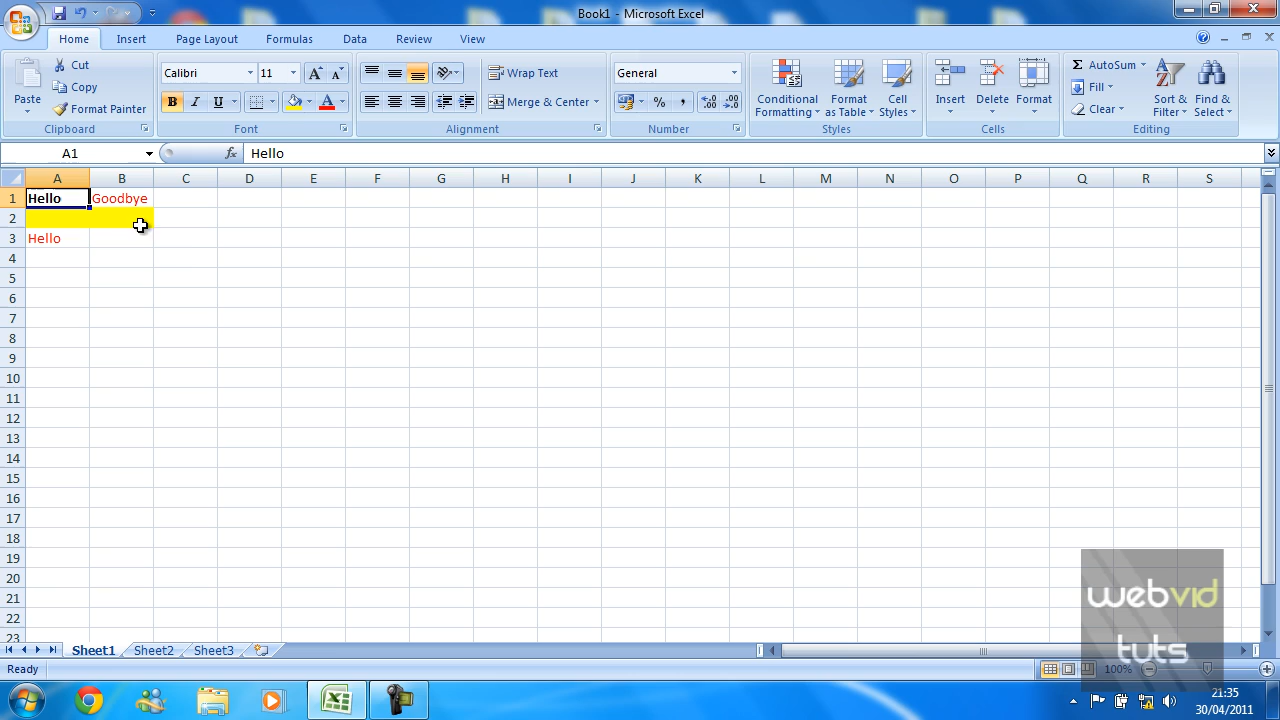 Book1 - Microsoft Excel
Home Insert Page Layout Formulas Data Review View
Paste
Cut
Copy
Format Painter
Clipboard
Calibri 11 A A
B I U A
Font
Wrap Text
Merge & Center
Alignment
General
% , .00 .0
Number
Conditional Formatting
Format as Table
Cell Styles
Styles
Insert Delete Format
Cells
Σ AutoSum
Fill
Clear
Sort & Filter
Find & Select
Editing
A1 fx Hello
A B C D E F G H I J K L M N O P Q R S
1 Hello Goodbye
2
3 Hello
4
5
6
7
8
9
10
11
12
13
14
15
16
17
18
19
20
21
22
23
webvid
tuts
Sheet1 Sheet2 Sheet3
Ready 100%
21:35
30/04/2011